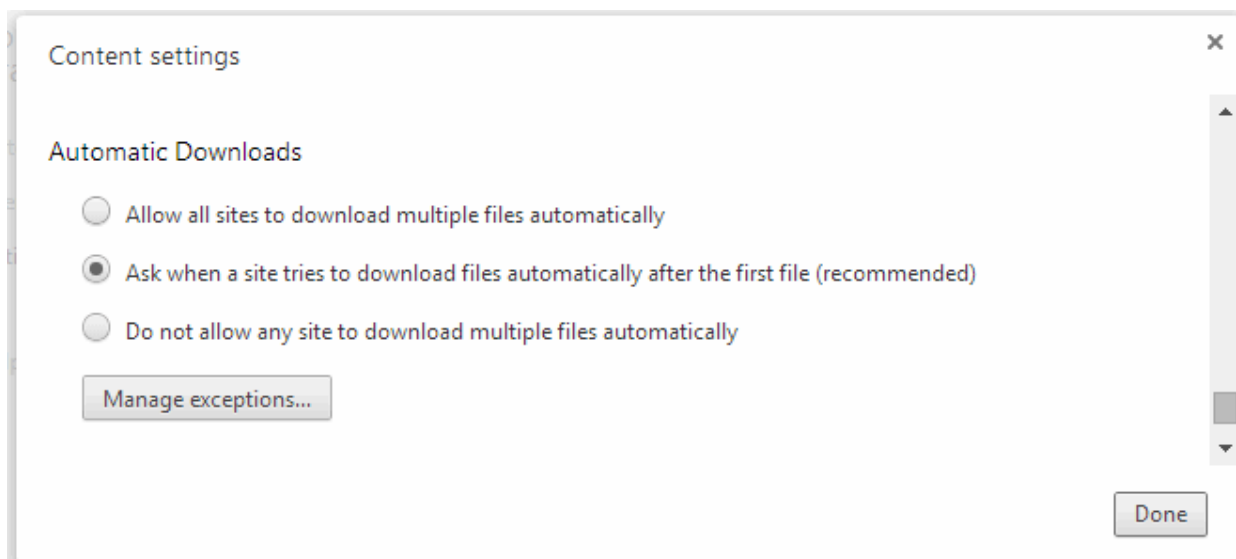 Content settings
Automatic Downloads
Allow all sites to download multiple files automatically
Ask when a site tries to download files automatically after the first file (recommended)
Do not allow any site to download multiple files automatically
Manage exceptions...
Done